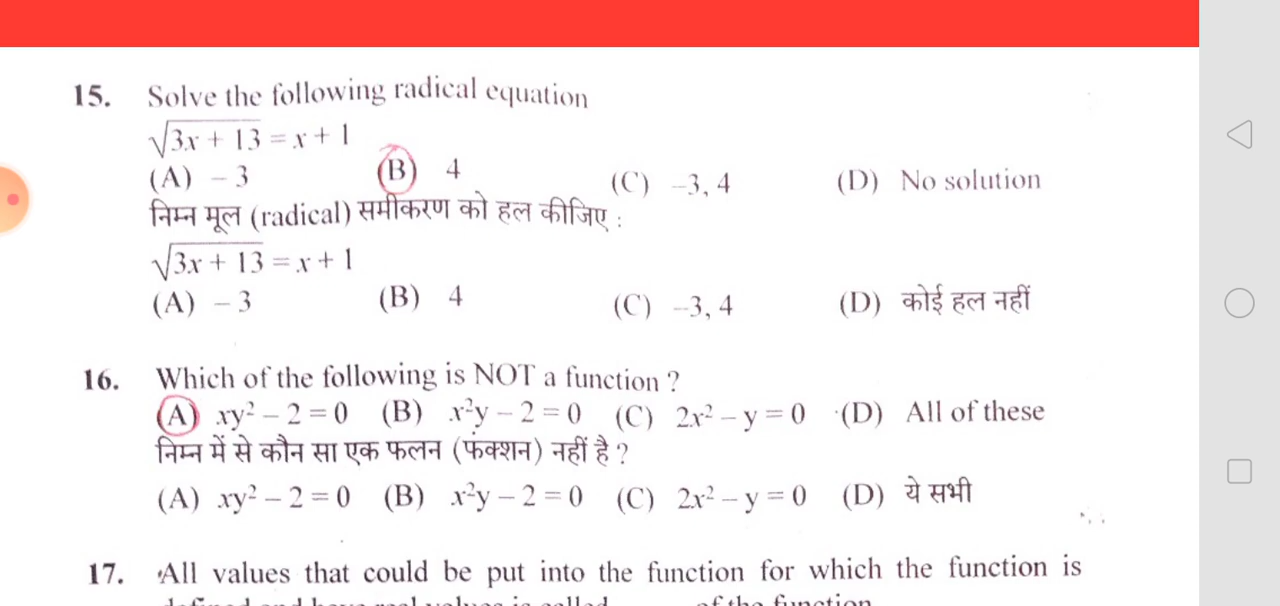 15. Solve the following radical equation
√3x + 13 = x + 1
(A) – 3 (B) 4 (C) –3, 4 (D) No solution
निम्न मूल (radical) समीकरण को हल कीजिए :
√3x + 13 = x + 1
(A) – 3 (B) 4 (C) –3, 4 (D) कोई हल नहीं
16. Which of the following is NOT a function ?
(A) xy² – 2 = 0 (B) x²y – 2 = 0 (C) 2x² – y = 0 (D) All of these
निम्न में से कौन सा एक फलन (फंक्शन) नहीं है ?
(A) xy² – 2 = 0 (B) x²y – 2 = 0 (C) 2x² – y = 0 (D) ये सभी
17. All values that could be put into the function for which the function is